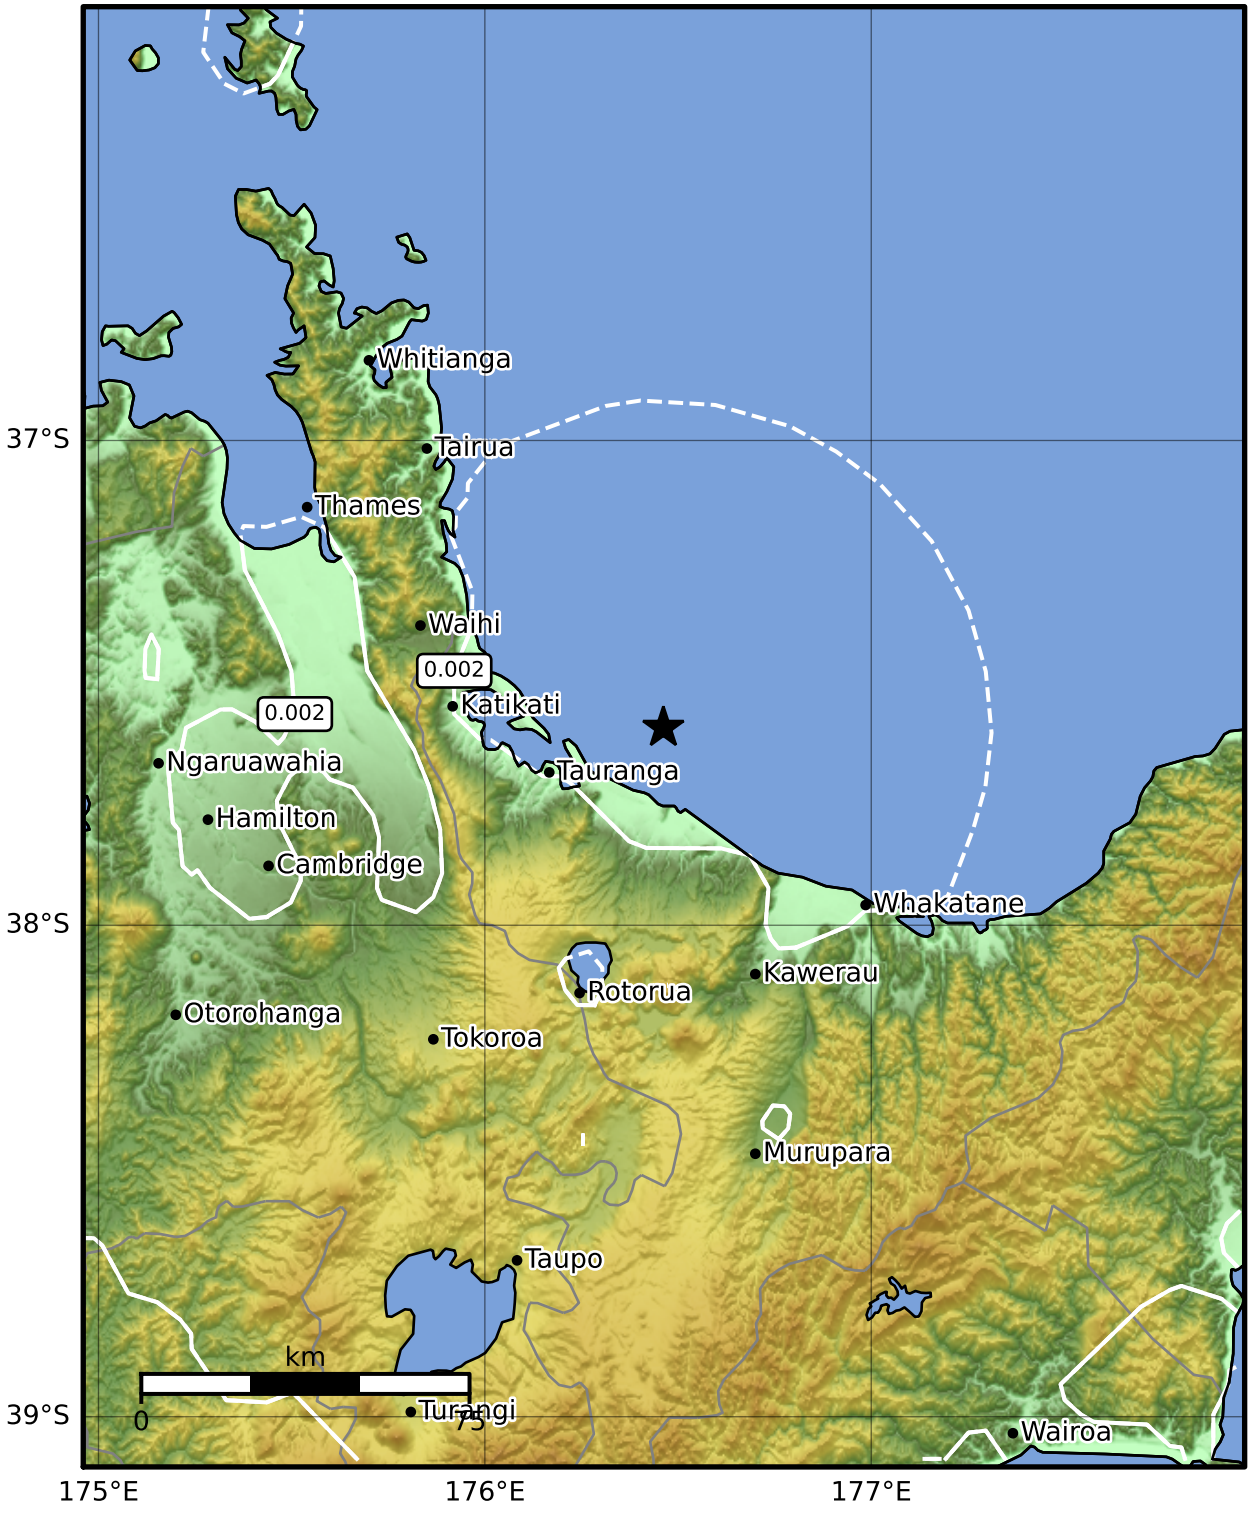 Whitianga
37°S
Tairua
Thames
Waihi
0.002
Katikati
0.002
Ngaruawahia
Tauranga
Hamilton
Cambridge
Whakatane
38°S
Kawerau
Rotorua
Otorohanga
Tokoroa
Murupara
Taupo
km
39°S
0
75
Turangi
Wairoa
175°E
176°E
177°E